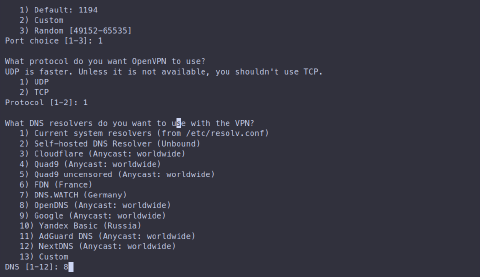 1) Default: 1194
2) Custom
3) Random [49152-65535]
Port choice [1-3]: 1
What protocol do you want OpenVPN to use?
UDP is faster. Unless it is not available, you shouldn't use TCP.
1) UDP
2) TCP
Protocol [1-2]: 1
What DNS resolvers do you want to use with the VPN?
1) Current system resolvers (from /etc/resolv.conf)
2) Self-hosted DNS Resolver (Unbound)
3) Cloudflare (Anycast: worldwide)
4) Quad9 (Anycast: worldwide)
5) Quad9 uncensored (Anycast: worldwide)
6) FDN (France)
7) DNS.WATCH (Germany)
8) OpenDNS (Anycast: worldwide)
9) Google (Anycast: worldwide)
10) Yandex Basic (Russia)
11) AdGuard DNS (Anycast: worldwide)
12) NextDNS (Anycast: worldwide)
13) Custom
DNS [1-12]: 8